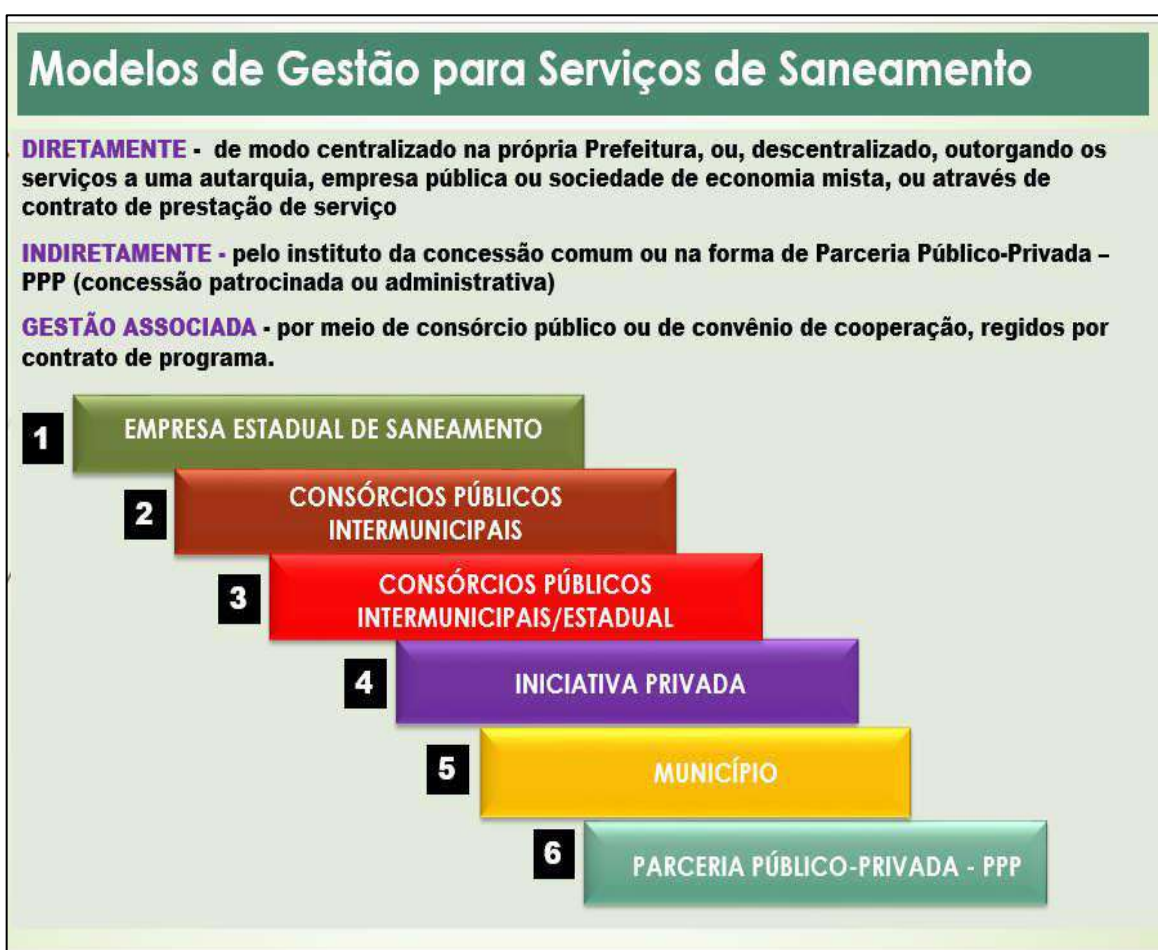 Modelos de Gestão para Serviços de Saneamento
DIRETAMENTE - de modo centralizado na própria Prefeitura, ou, descentralizado, outorgando os
serviços a uma autarquia, empresa pública ou sociedade de economia mista, ou através de
contrato de prestação de serviço
INDIRETAMENTE - pelo instituto da concessão comum ou na forma de Parceria Público-Privada –
PPP (concessão patrocinada ou administrativa)
GESTÃO ASSOCIADA - por meio de consórcio público ou de convênio de cooperação, regidos por
contrato de programa.
1 EMPRESA ESTADUAL DE SANEAMENTO
2 CONSÓRCIOS PÚBLICOS
INTERMUNICIPAIS
3 CONSÓRCIOS PÚBLICOS
INTERMUNICIPAIS/ESTADUAL
4 INICIATIVA PRIVADA
5 MUNICÍPIO
6 PARCERIA PÚBLICO-PRIVADA - PPP